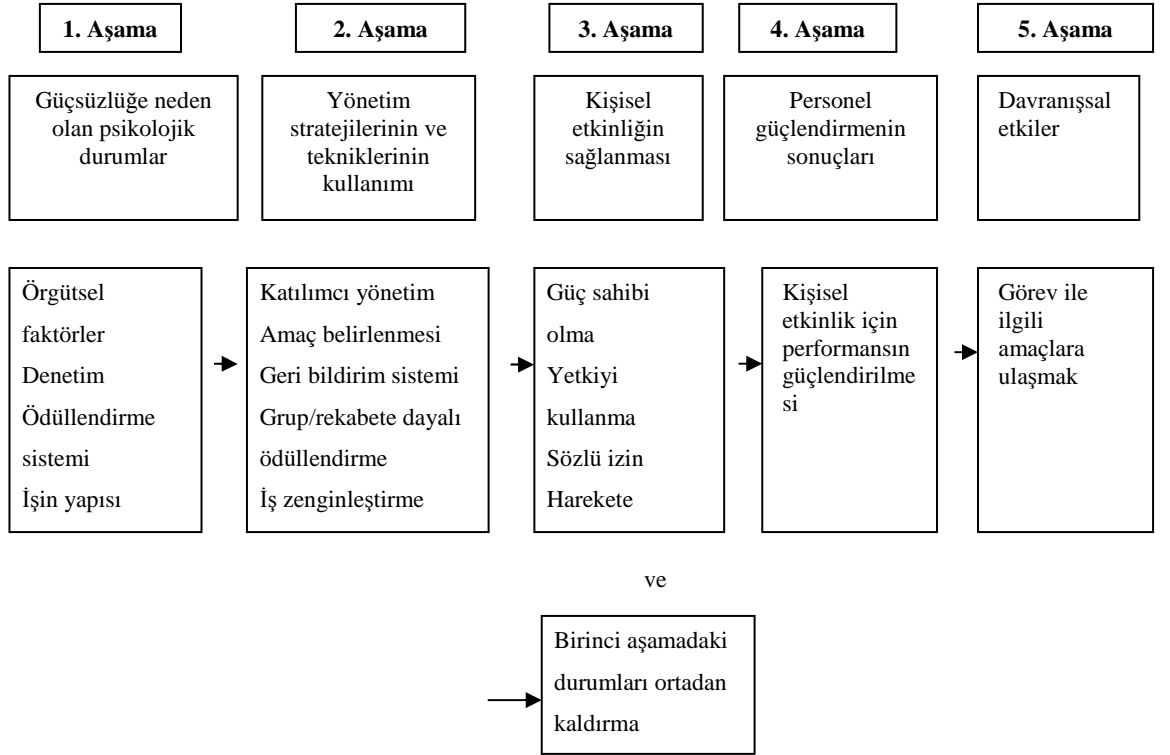 1. Aşama
2. Aşama
3. Aşama
4. Aşama
5. Aşama
Güçsüzlüğe neden
olan psikolojik
durumlar
Yönetim
stratejilerinin ve
tekniklerinin
kullanımı
Kişisel
etkinliğin
sağlanması
Personel
güçlendirmenin
sonuçları
Davranışsal
etkiler
Örgütsel
faktörler
Denetim
Ödüllendirme
sistemi
İşin yapısı
Katılımcı yönetim
Amaç belirlenmesi
Geri bildirim sistemi
Grup/rekabete dayalı
ödüllendirme
İş zenginleştirme
Güç sahibi
olma
Yetkiyi
kullanma
Sözlü izin
Harekete
Kişisel
etkinlik için
performansın
güçlendirilme
si
Görev ile
ilgili
amaçlara
ulaşmak
ve
Birinci aşamadaki
durumları ortadan
kaldırma